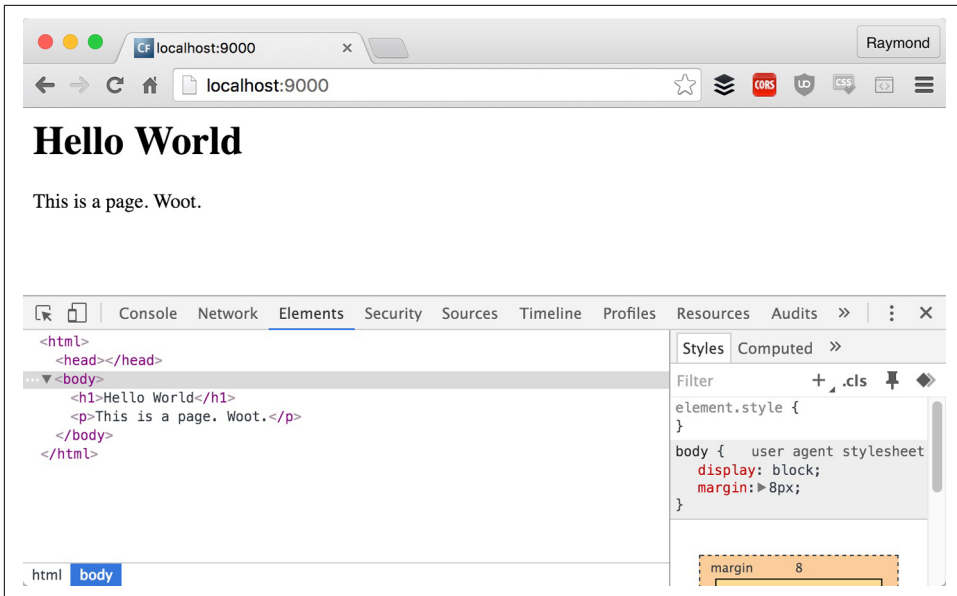 CF localhost:9000 × Raymond
localhost:9000 CORS CSS
Hello World
This is a page. Woot.
Console Network Elements Security Sources Timeline Profiles Resources Audits » ⋮ ×
<html>
<head></head>
··· ▼ <body>
<h1>Hello World</h1>
<p>This is a page. Woot.</p>
</body>
</html>
html body
Styles Computed »
Filter + .cls
element.style {
}
body { user agent stylesheet
display: block;
margin:▶8px;
}
margin 8